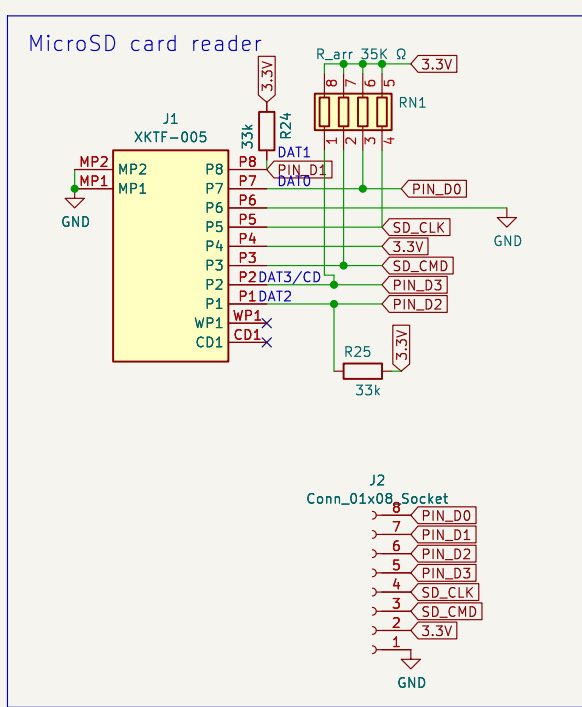 MicroSD card reader
R_arr 35K Ω
3.3V
3.3V
8 7 6 5
RN1
1 2 3 4
J1
XKTF-005
33k
R24
DAT1
MP2
MP2
P8
P8
PIN_D1
MP1
MP1
P7
P7
DAT0
PIN_D0
GND
P6
P6
GND
P5
P5
SD_CLK
P4
P4
3.3V
P3
P3
SD_CMD
P2
P2
DAT3/CD
PIN_D3
P1
P1
DAT2
PIN_D2
WP1
WP1
CD1
CD1
R25
33k
3.3V
J2
Conn_01x08_Socket
8 PIN_D0
7 PIN_D1
6 PIN_D2
5 PIN_D3
4 SD_CLK
3 SD_CMD
2 3.3V
1
GND